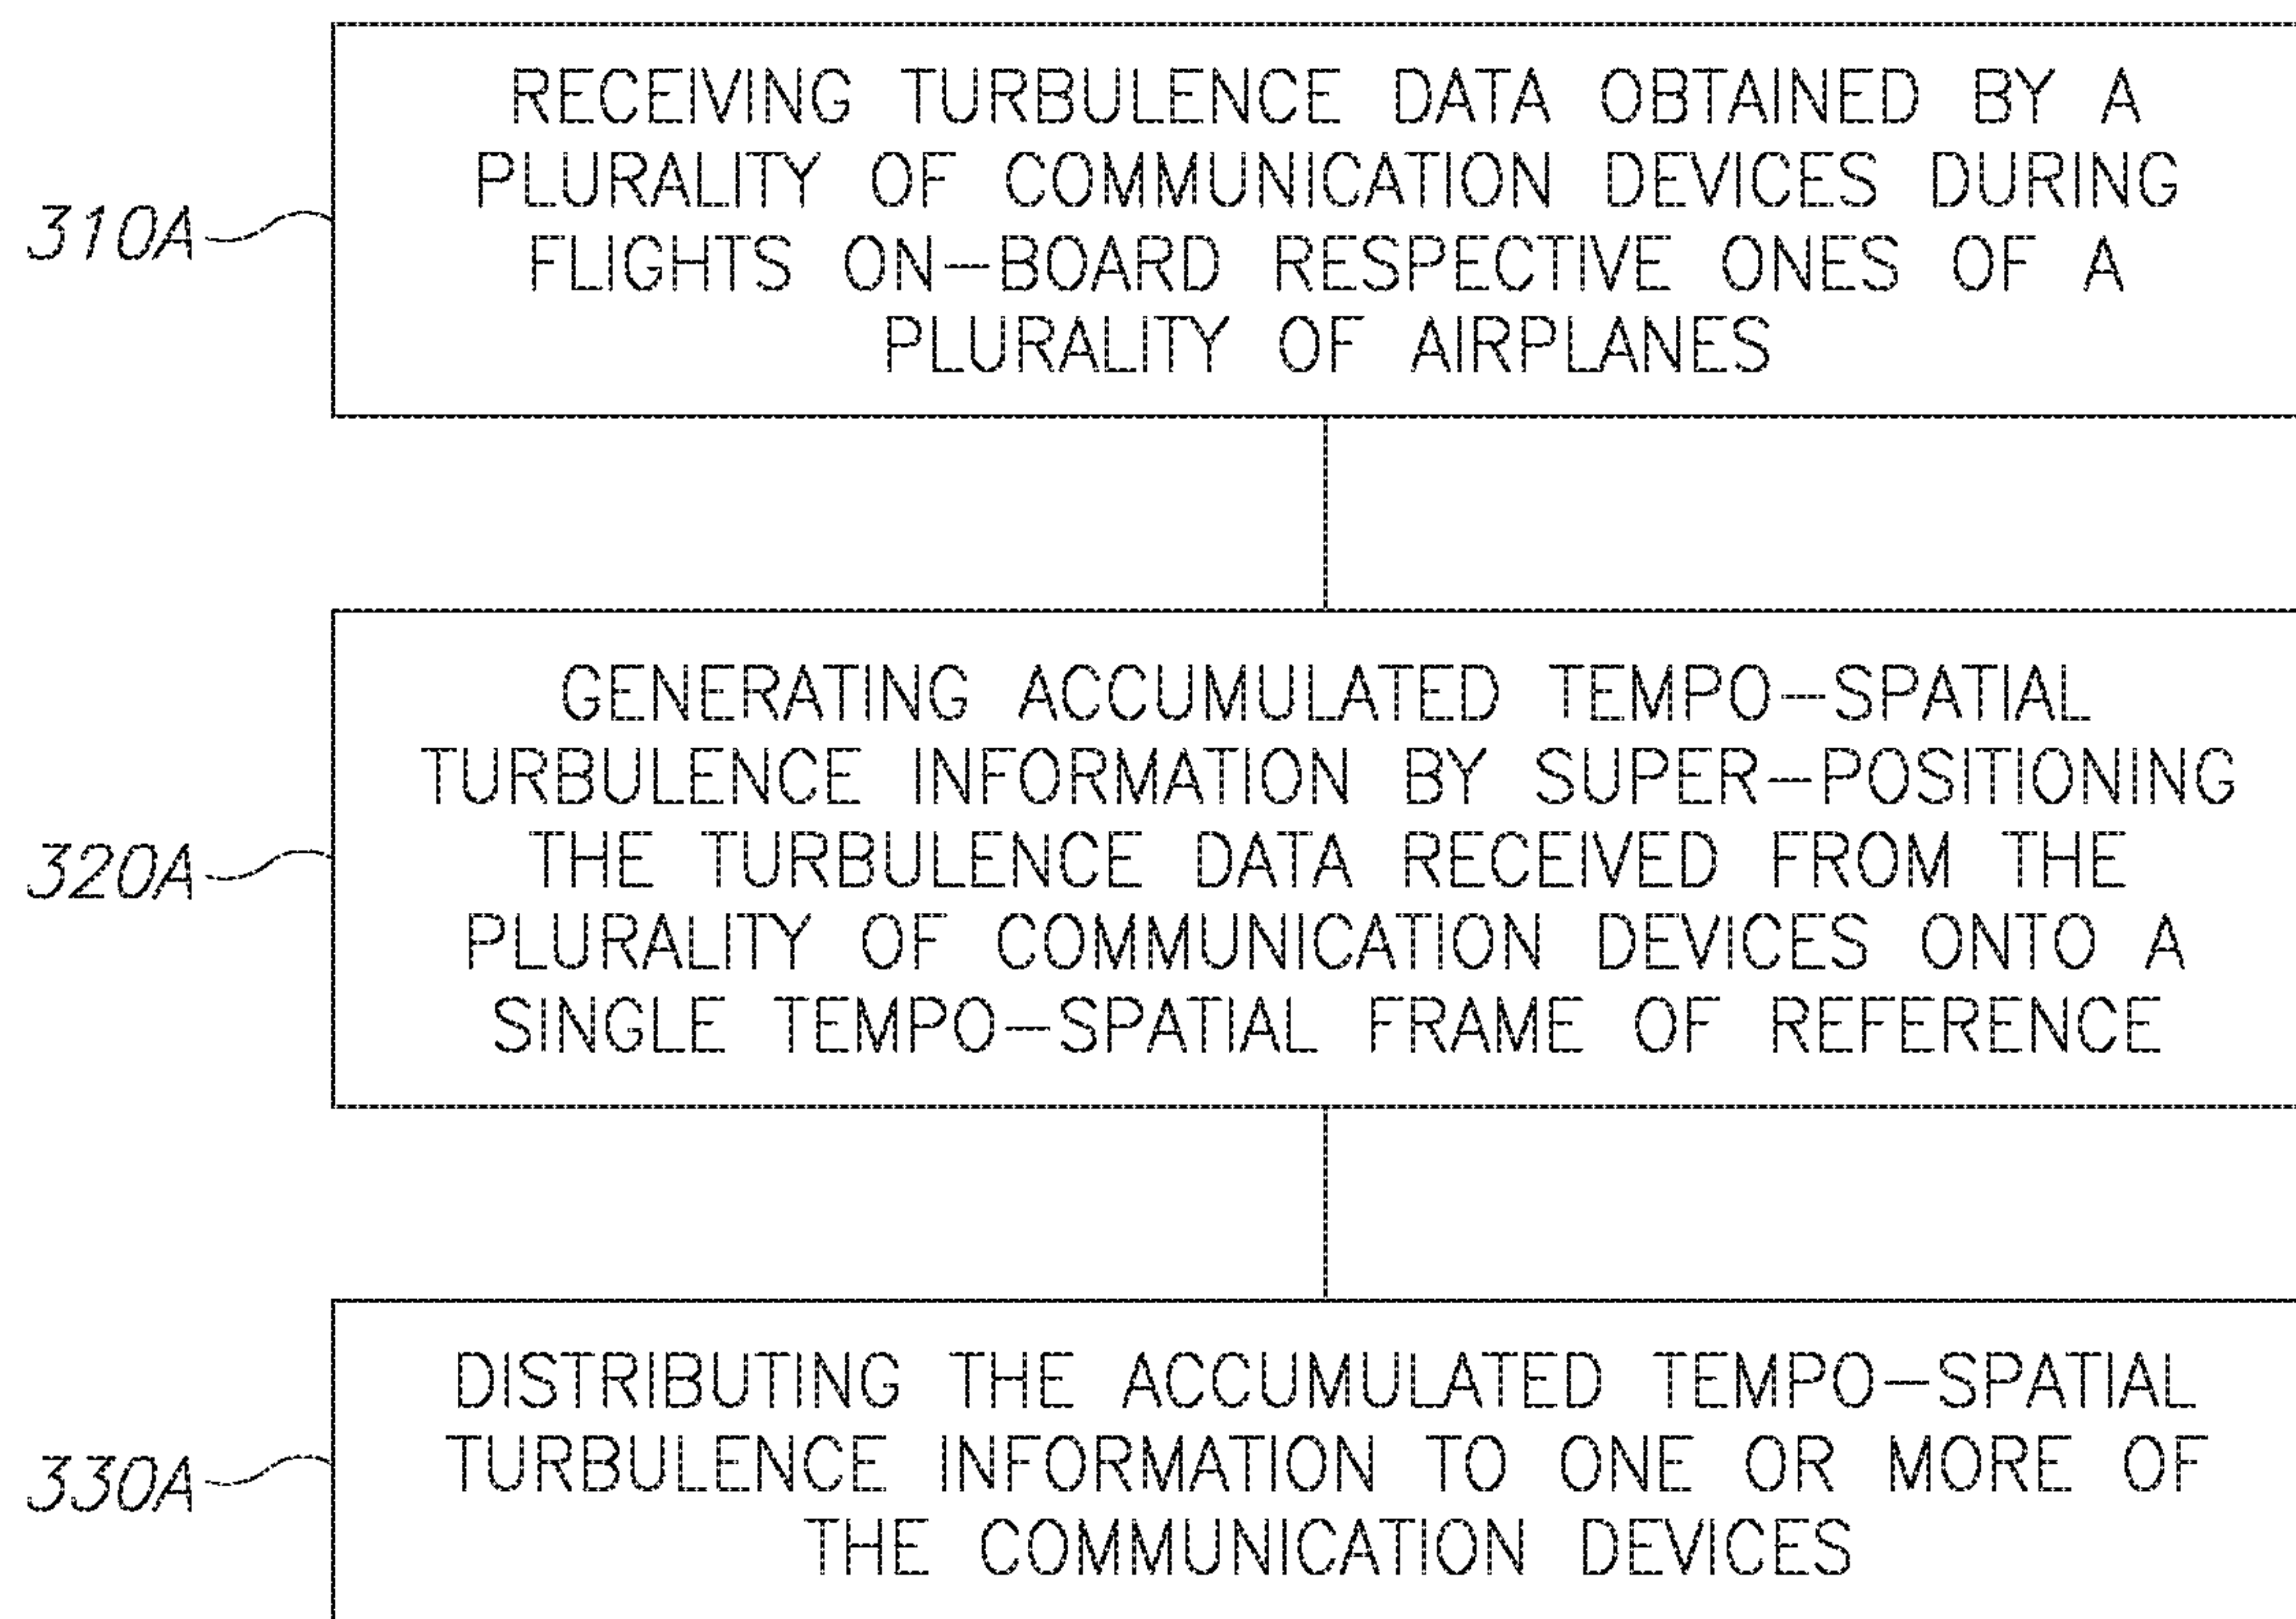 RECEIVING TURBULENCE DATA OBTAINED BY A
PLURALITY OF COMMUNICATION DEVICES DURING
FLIGHTS ON-BOARD RESPECTIVE ONES OF A
PLURALITY OF AIRPLANES
310A
GENERATING ACCUMULATED TEMPO-SPATIAL
TURBULENCE INFORMATION BY SUPER-POSITIONING
THE TURBULENCE DATA RECEIVED FROM THE
PLURALITY OF COMMUNICATION DEVICES ONTO A
SINGLE TEMPO-SPATIAL FRAME OF REFERENCE
320A
DISTRIBUTING THE ACCUMULATED TEMPO-SPATIAL
TURBULENCE INFORMATION TO ONE OR MORE OF
THE COMMUNICATION DEVICES
330A